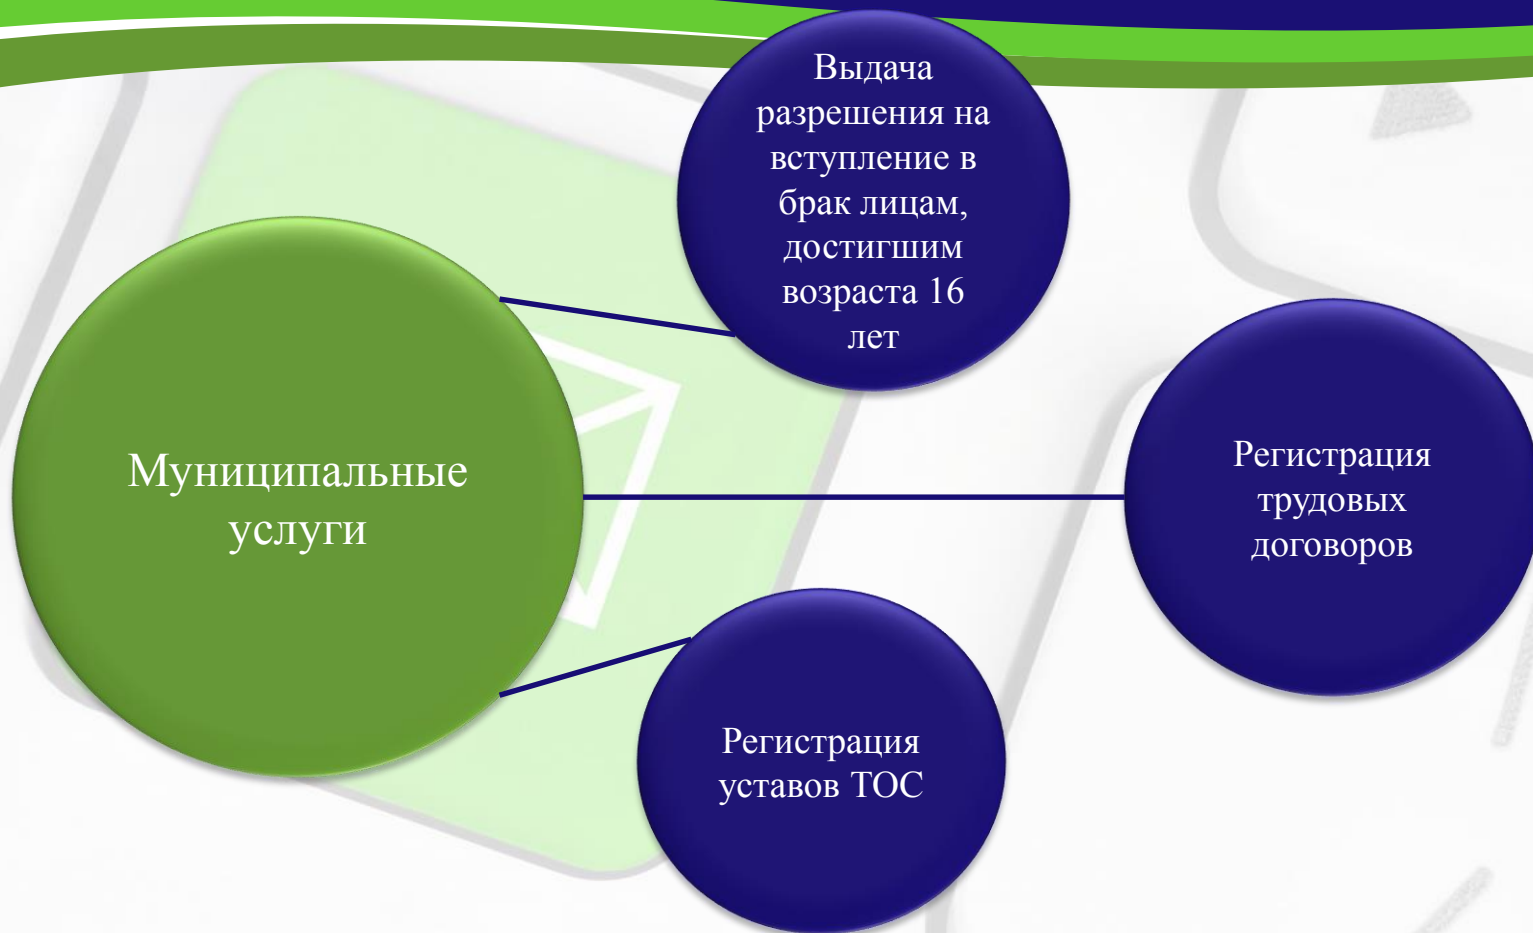 Выдача
разрешения на
вступление в
брак лицам,
достигшим
возраста 16
лет
Муниципальные
услуги
Регистрация
трудовых
договоров
Регистрация
уставов ТОС